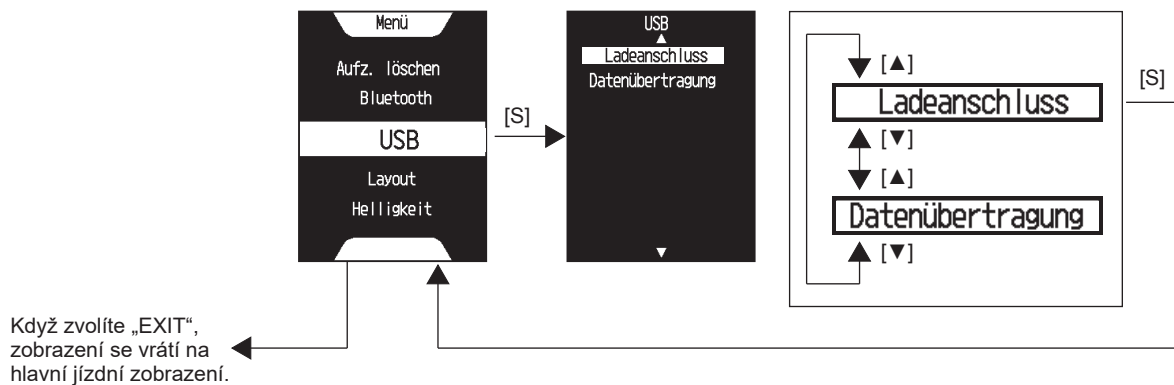 Menü
Aufz. löschen
Bluetooth
USB
Layout
Helligkeit
[S]
USB
▲
Ladeanschluss
Datenübertragung
▼
[▲]
Ladeanschluss
[▼]
[▲]
Datenübertragung
[▼]
[S]
Když zvolíte „EXIT“,
zobrazení se vrátí na
hlavní jízdní zobrazení.